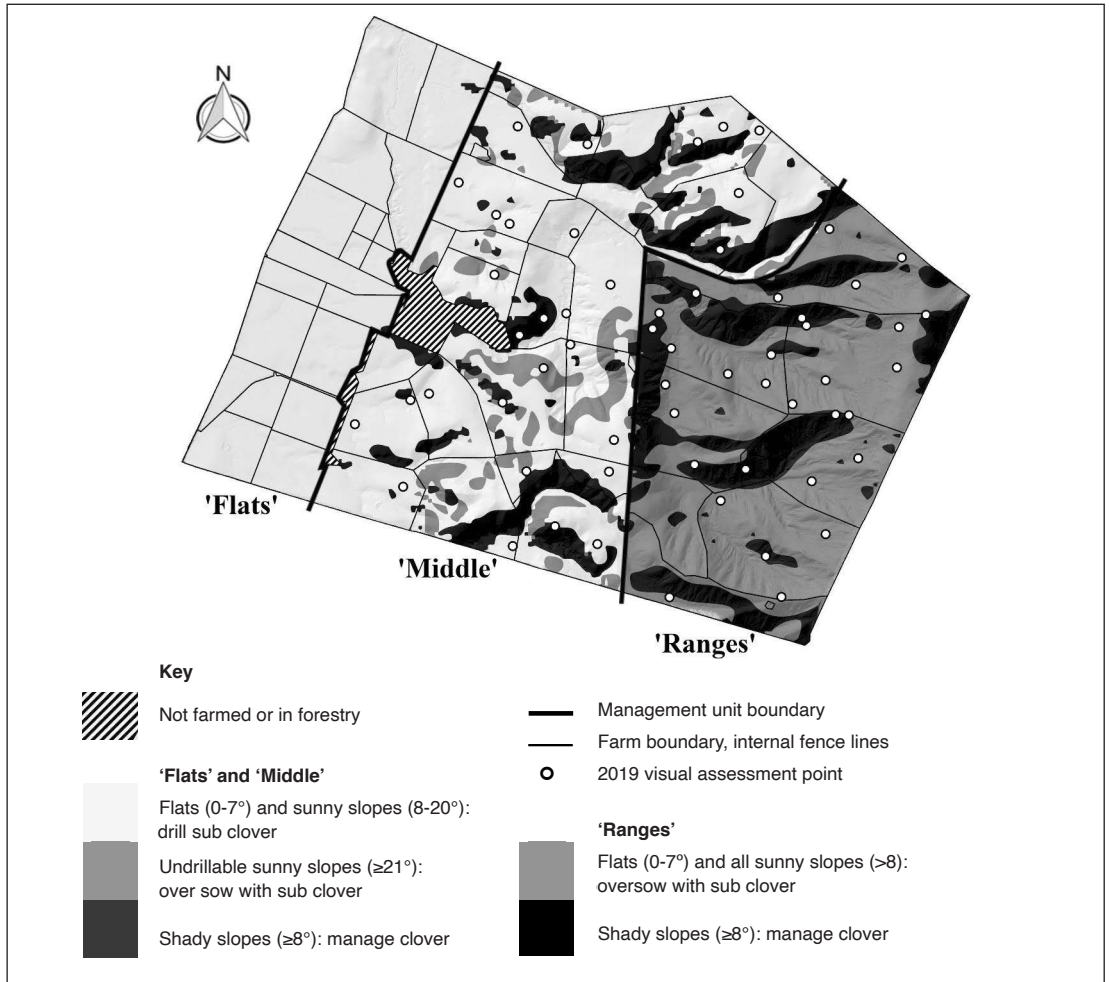 N
'Flats'
'Middle'
'Ranges'
Key
Not farmed or in forestry
'Flats' and 'Middle'
Flats (0-7°) and sunny slopes (8-20°):
drill sub clover
Undrillable sunny slopes (≥21°):
over sow with sub clover
Shady slopes (≥8°): manage clover
Management unit boundary
Farm boundary, internal fence lines
2019 visual assessment point
'Ranges'
Flats (0-7º) and all sunny slopes (>8):
oversow with sub clover
Shady slopes (≥8°): manage clover